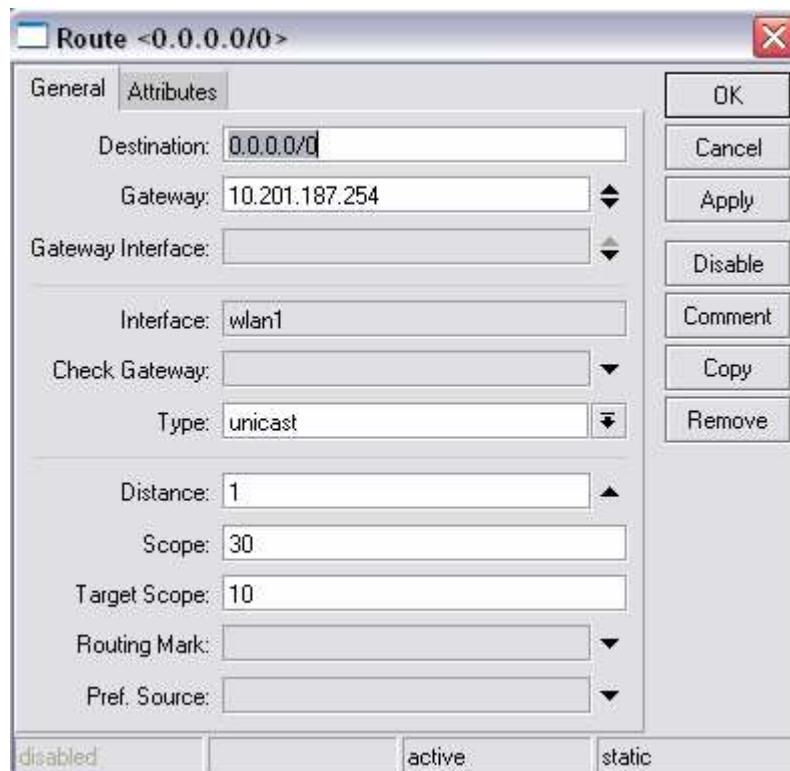 Route <0.0.0.0/0>
General Attributes
OK
Destination: 0.0.0.0/0
Cancel
Gateway: 10.201.187.254
Apply
Gateway Interface:
Disable
Interface: wlan1
Comment
Check Gateway:
Copy
Type: unicast
Remove
Distance: 1
Scope: 30
Target Scope: 10
Routing Mark:
Pref. Source:
disabled active static